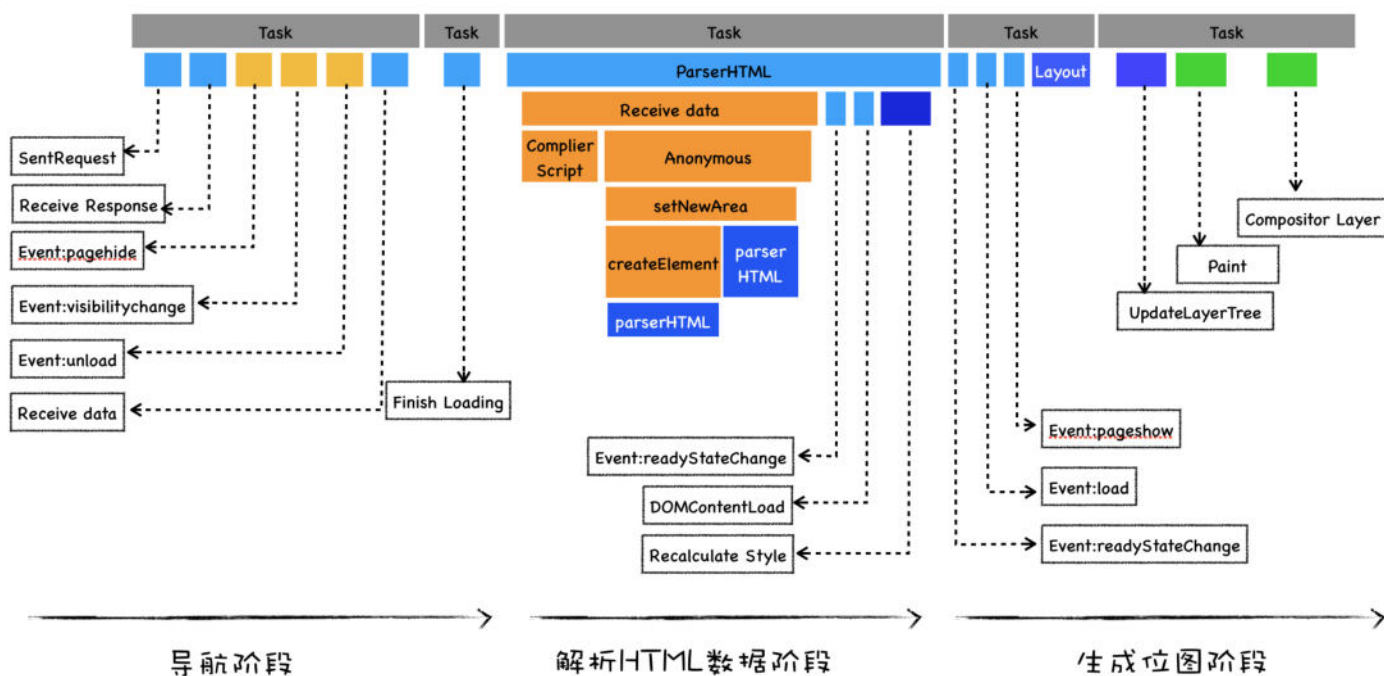 Task
Task
Task
Task
Task
ParserHTML
Layout
Receive data
Complier
Script
Anonymous
setNewArea
createElement
parser
HTML
parserHTML
SentRequest
Receive Response
Event:pagehide
Event:visibilitychange
Event:unload
Receive data
Finish Loading
Event:readyStateChange
DOMContentLoad
Recalculate Style
Compositor Layer
Paint
UpdateLayerTree
Event:pageshow
Event:load
Event:readyStateChange
导航阶段
解析HTML数据阶段
生成位图阶段